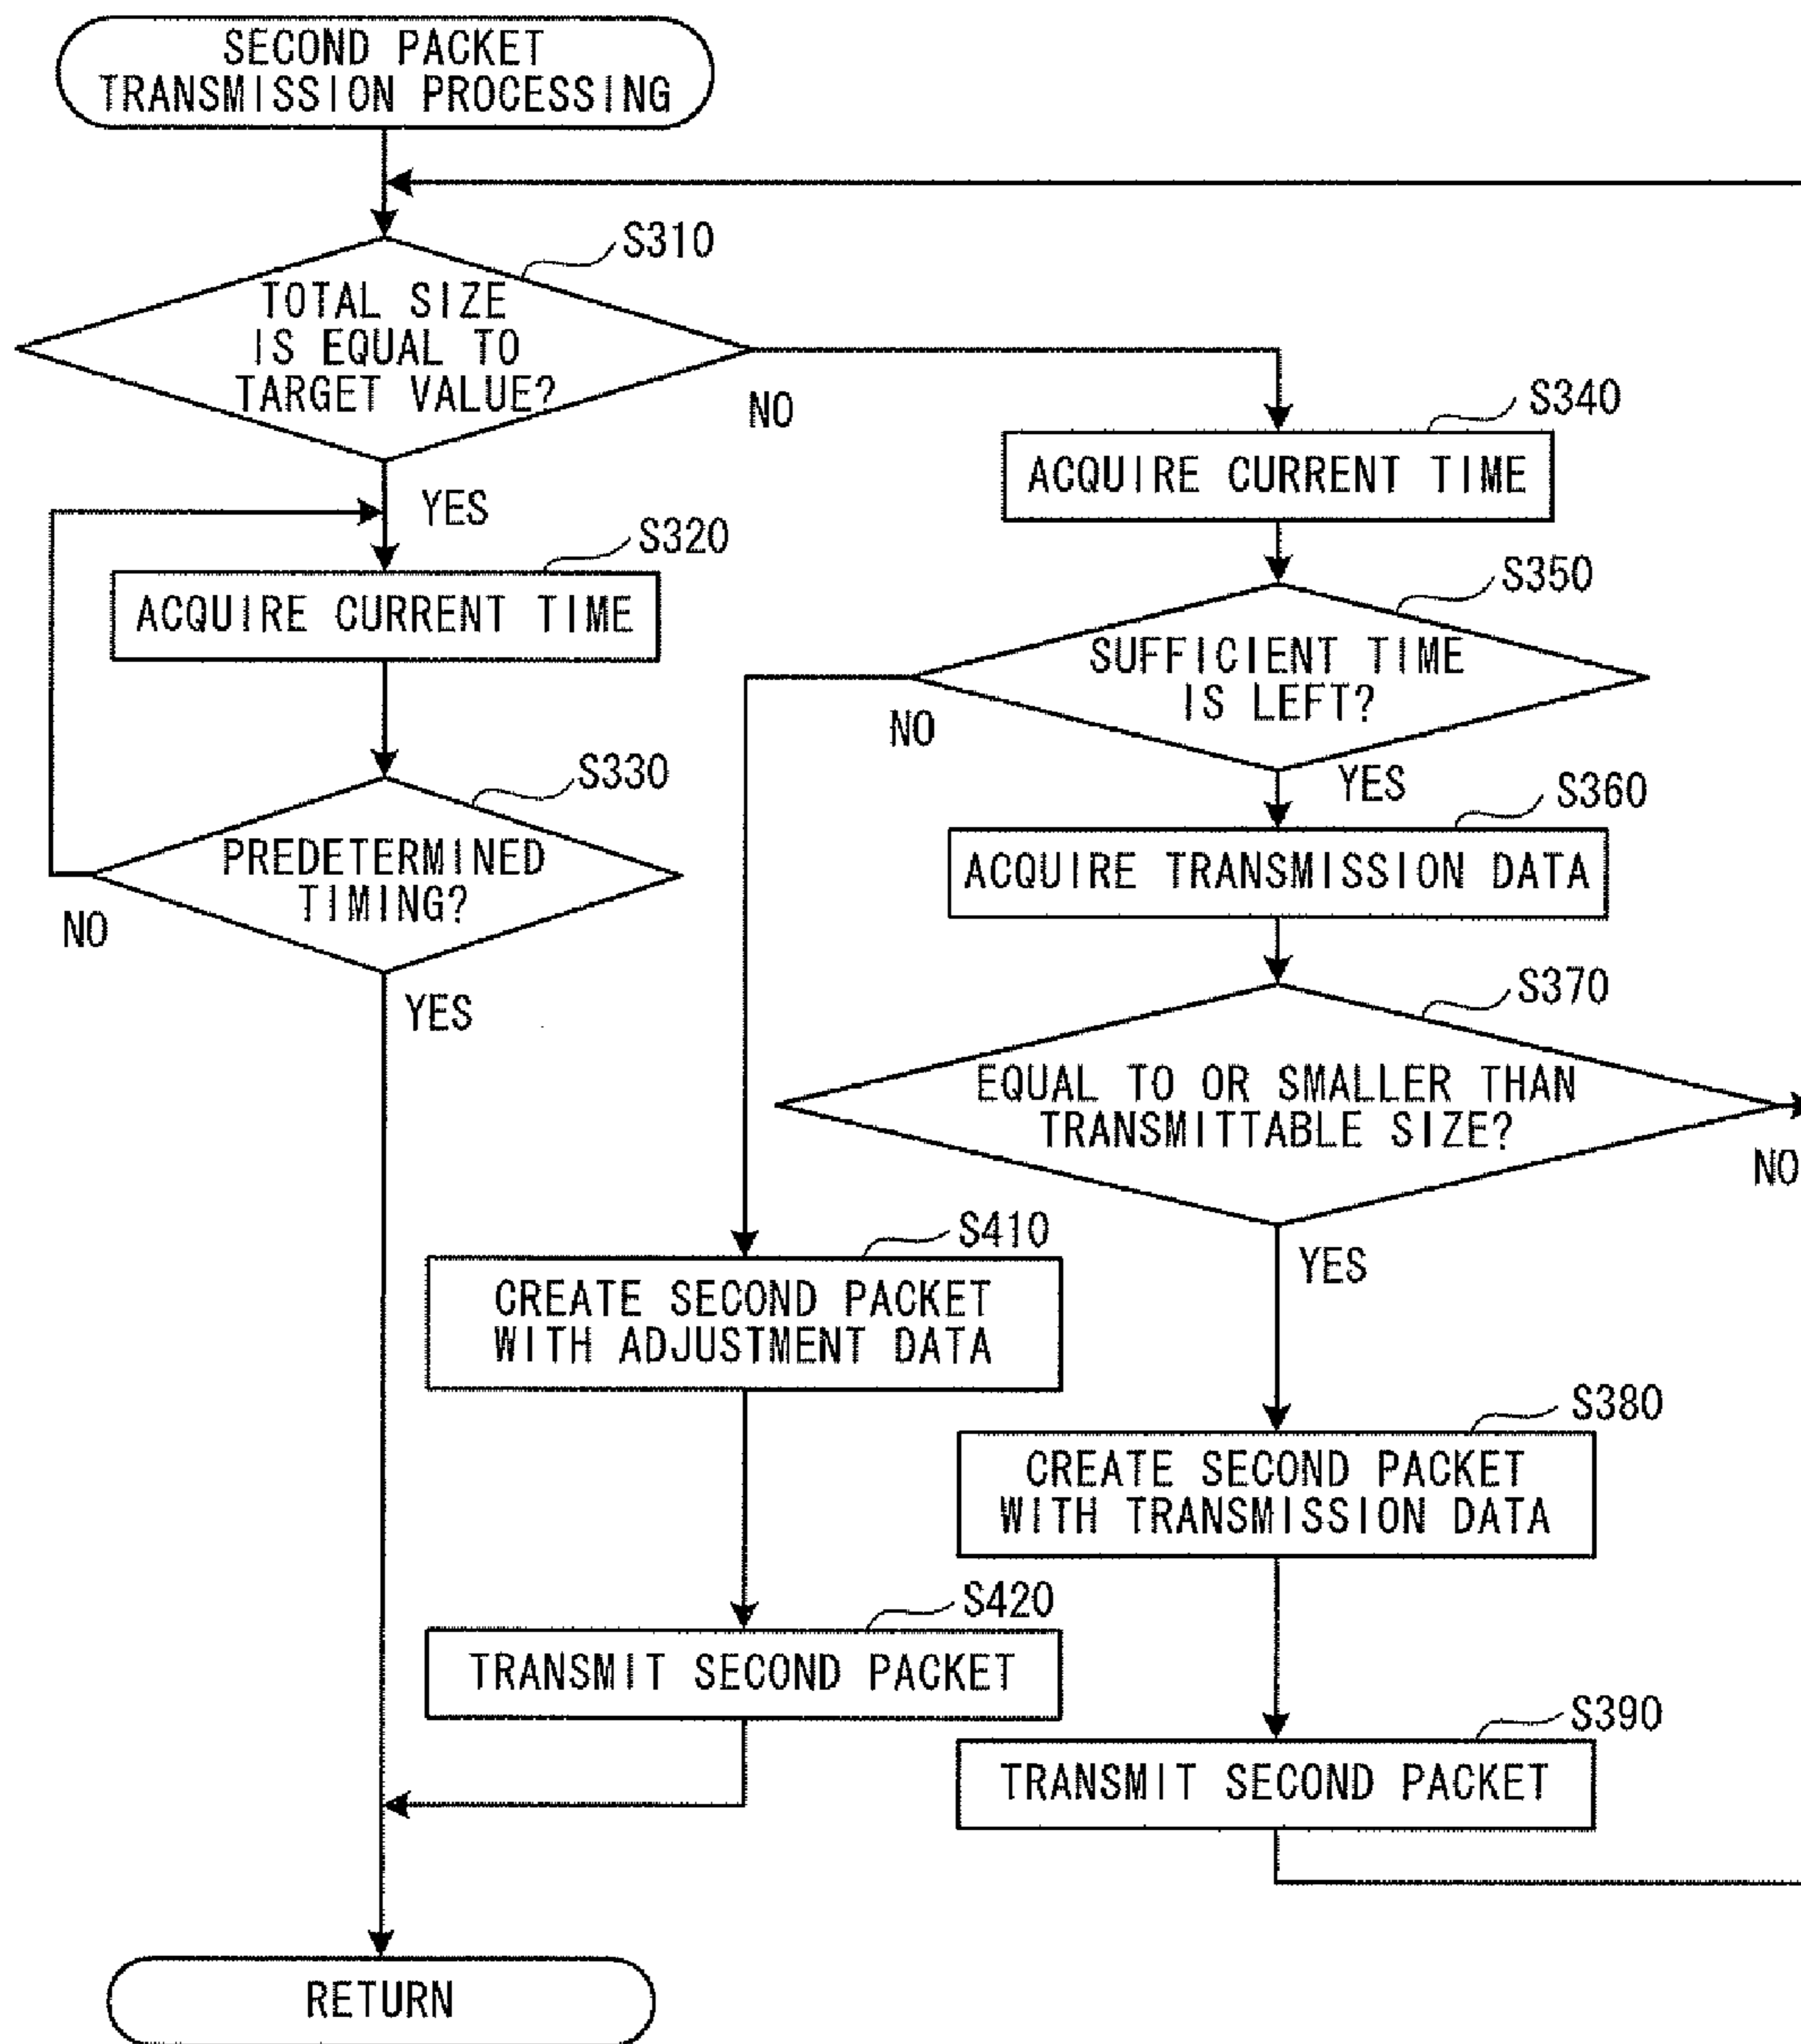 SECOND PACKET
TRANSMISSION PROCESSING
S310
TOTAL SIZE
IS EQUAL TO
TARGET VALUE?
NO
YES
S320
ACQUIRE CURRENT TIME
S330
PREDETERMINED
TIMING?
NO
YES
S340
ACQUIRE CURRENT TIME
S350
SUFFICIENT TIME
IS LEFT?
NO
YES
S360
ACQUIRE TRANSMISSION DATA
S370
EQUAL TO OR SMALLER THAN
TRANSMITTABLE SIZE?
NO
YES
S410
CREATE SECOND PACKET
WITH ADJUSTMENT DATA
S380
CREATE SECOND PACKET
WITH TRANSMISSION DATA
S420
TRANSMIT SECOND PACKET
S390
TRANSMIT SECOND PACKET
RETURN